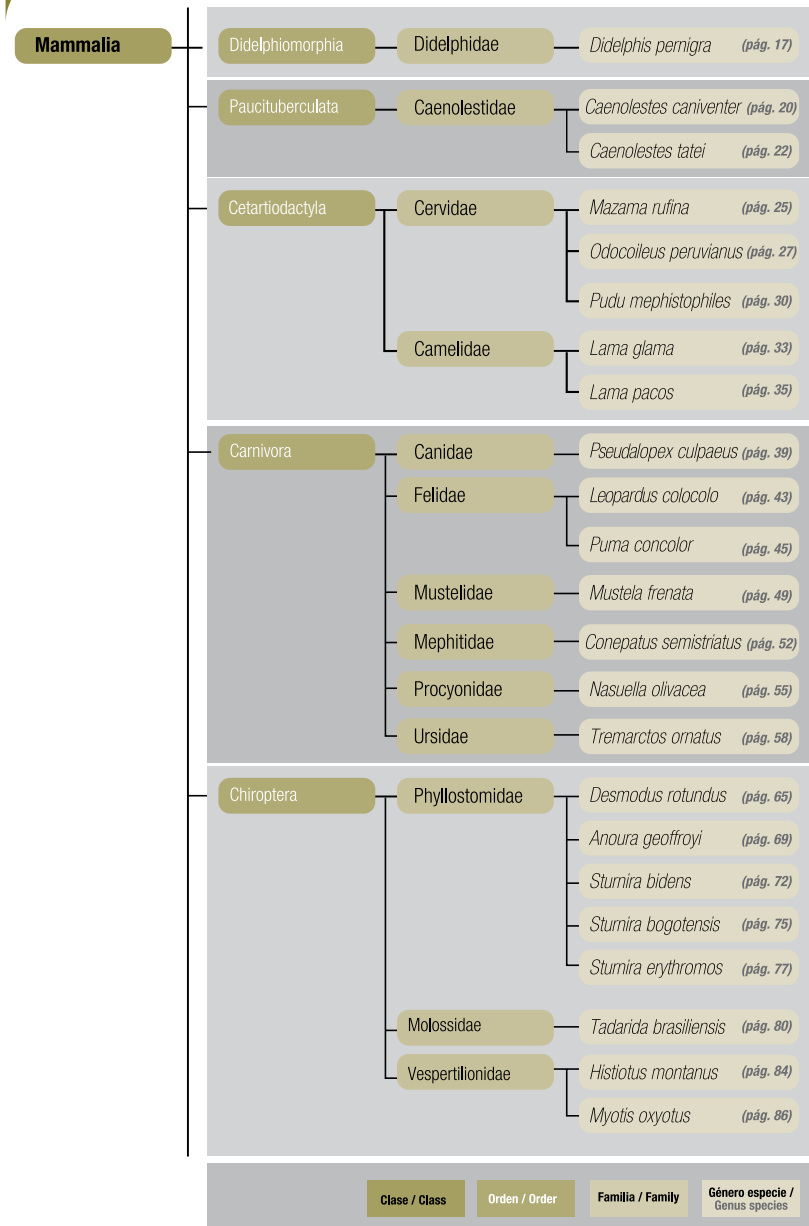 Mammalia
Didelphiomorphia
Didelphidae
Didelphis pernigra (pág. 17)
Paucituberculata
Caenolestidae
Caenolestes caniventer (pág. 20)
Caenolestes tatei (pág. 22)
Cetartiodactyla
Cervidae
Mazama rufina (pág. 25)
Odocoileus peruvianus (pág. 27)
Pudu mephistophiles (pág. 30)
Camelidae
Lama glama (pág. 33)
Lama pacos (pág. 35)
Carnivora
Canidae
Pseudalopex culpaeus (pág. 39)
Felidae
Leopardus colocolo (pág. 43)
Puma concolor (pág. 45)
Mustelidae
Mustela frenata (pág. 49)
Mephitidae
Conepatus semistriatus (pág. 52)
Procyonidae
Nasuella olivacea (pág. 55)
Ursidae
Tremarctos ornatus (pág. 58)
Chiroptera
Phyllostomidae
Desmodus rotundus (pág. 65)
Anoura geoffroyi (pág. 69)
Sturnira bidens (pág. 72)
Sturnira bogotensis (pág. 75)
Sturnira erythromos (pág. 77)
Molossidae
Tadarida brasiliensis (pág. 80)
Vespertilionidae
Histiotus montanus (pág. 84)
Myotis oxyotus (pág. 86)
Clase / Class
Orden / Order
Familia / Family
Género especie /
Genus species